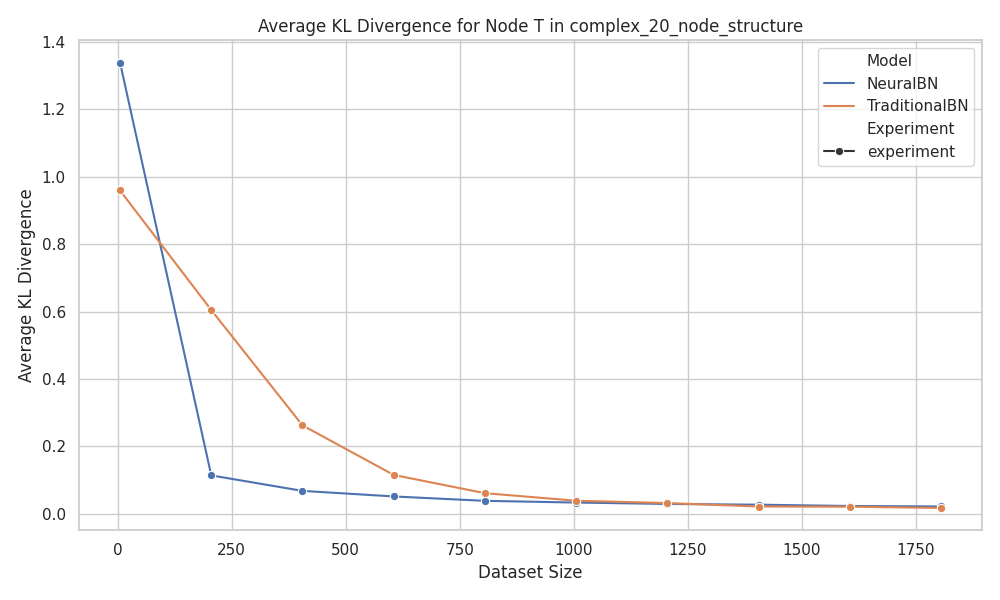 Average KL Divergence for Node T in complex_20_node_structure
Model
NeuralBN
TraditionalBN
Experiment
experiment
Average KL Divergence
1.4
1.2
1.0
0.8
0.6
0.4
0.2
0.0
0 250 500 750 1000 1250 1500 1750
Dataset Size